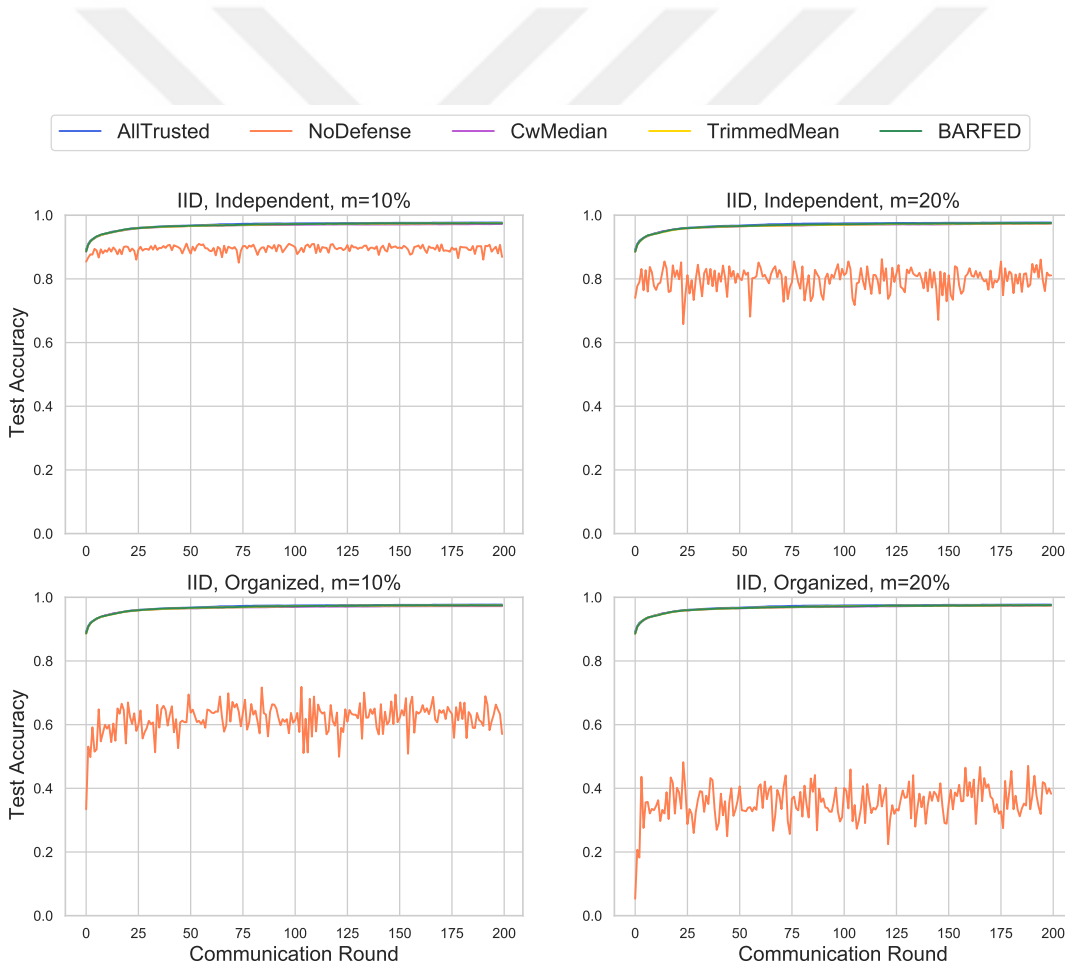 AllTrusted NoDefense CwMedian TrimmedMean BARFED
IID, Independent, m=10%
Test Accuracy
1.0
0.8
0.6
0.4
0.2
0.0
0 25 50 75 100 125 150 175 200
IID, Independent, m=20%
1.0
0.8
0.6
0.4
0.2
0.0
0 25 50 75 100 125 150 175 200
IID, Organized, m=10%
Test Accuracy
1.0
0.8
0.6
0.4
0.2
0.0
0 25 50 75 100 125 150 175 200
Communication Round
IID, Organized, m=20%
1.0
0.8
0.6
0.4
0.2
0.0
0 25 50 75 100 125 150 175 200
Communication Round